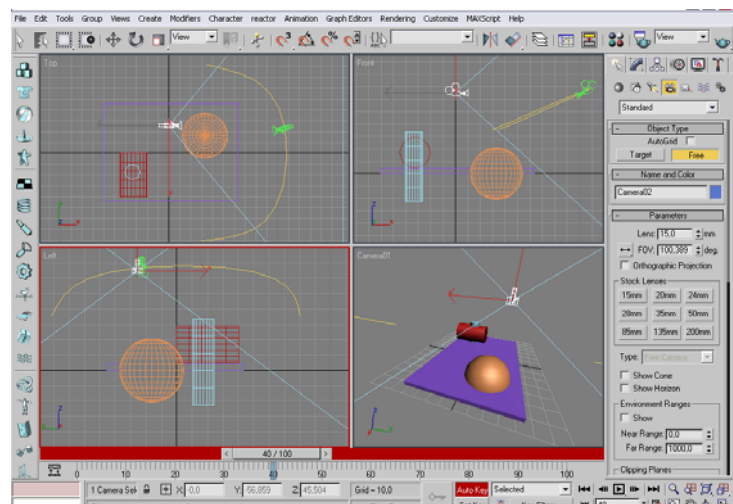 File Edit Tools Group Views Create Modifiers Character reactor Animation Graph Editors Rendering Customize MAXScript Help
View
View
Top
Front
Left
Camera01
Standard
- Object Type
AutoGrid
Target Free
- Name and Color
Camera02
- Parameters
Lens: 15,0 mm
FOV: 100,389 deg.
Orthographic Projection
Stock Lenses
15mm 20mm 24mm
28mm 35mm 50mm
85mm 135mm 200mm
Type: Free Camera
Show Cone
Show Horizon
Environment Ranges
Show
Near Range: 0,0
Far Range: 1000,0
Clipping Planes
< 40 / 100 >
0 10 20 30 40 50 60 70 80 90 100
1 Camera Sel X: -0,0 Y: -56,859 Z: 45,504 Grid = 10,0 Auto Key Selected